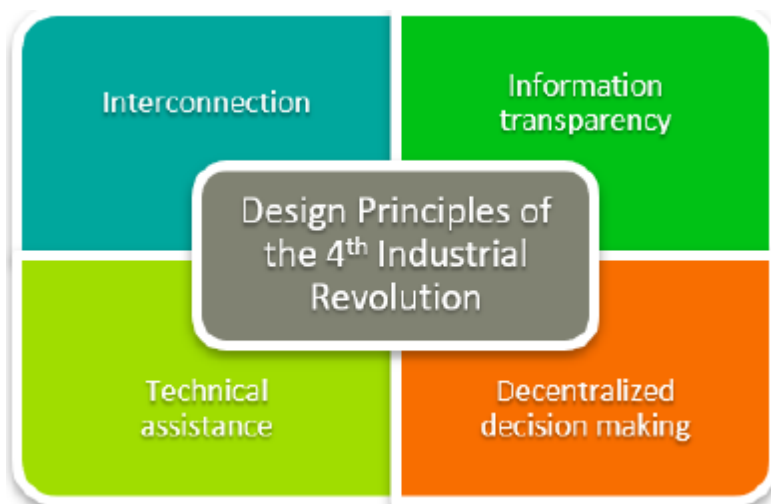 Interconnection
Information
transparency
Design Principles of
the 4th Industrial
Revolution
Technical
assistance
Decentralized
decision making